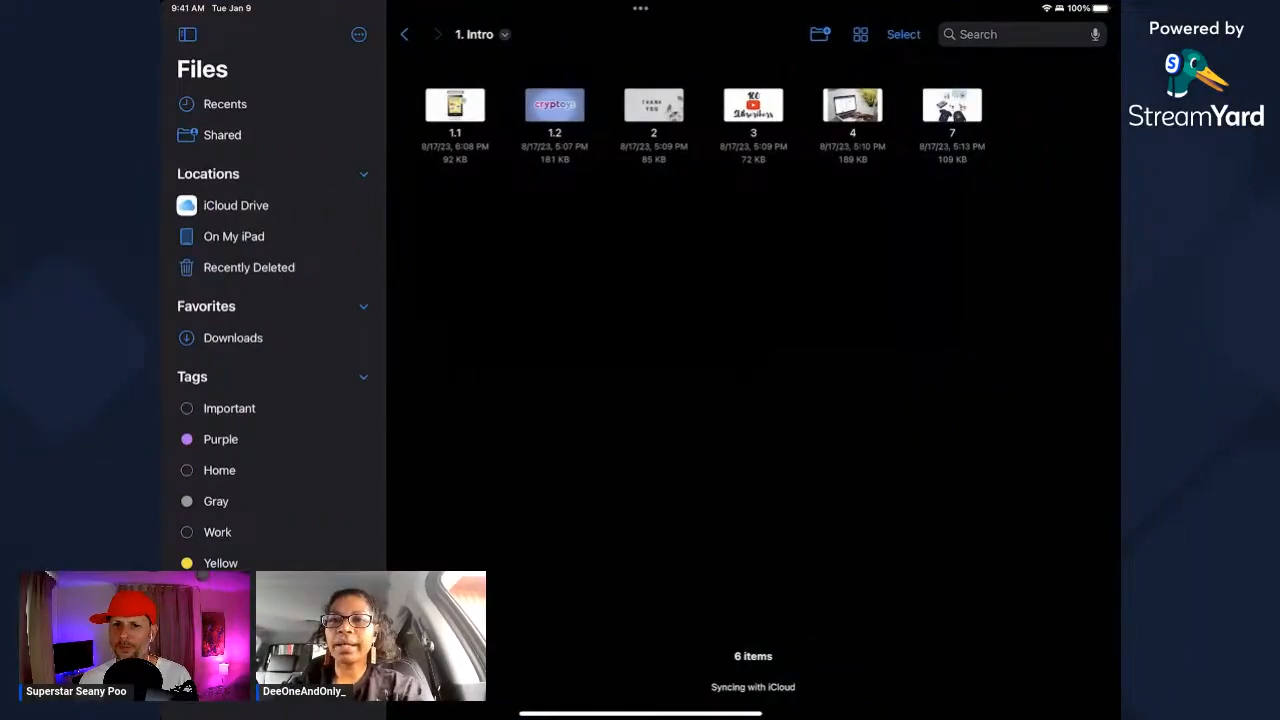 9:41 AM Tue Jan 9
100%
Powered by
StreamYard
S
Files
Recents
Shared
Locations
iCloud Drive
On My iPad
Recently Deleted
Favorites
Downloads
Tags
Important
Purple
Home
Gray
Work
Yellow
1. Intro
Select
Search
cryptoys
THANK
YOU
100
Subscribers
1.1
8/17/23, 6:08 PM
92 KB
1.2
8/17/23, 5:07 PM
181 KB
2
8/17/23, 5:09 PM
85 KB
3
8/17/23, 5:09 PM
72 KB
4
8/17/23, 5:10 PM
189 KB
7
8/17/23, 5:13 PM
109 KB
6 items
Syncing with iCloud
Superstar Seany Poo
DeeOneAndOnly_